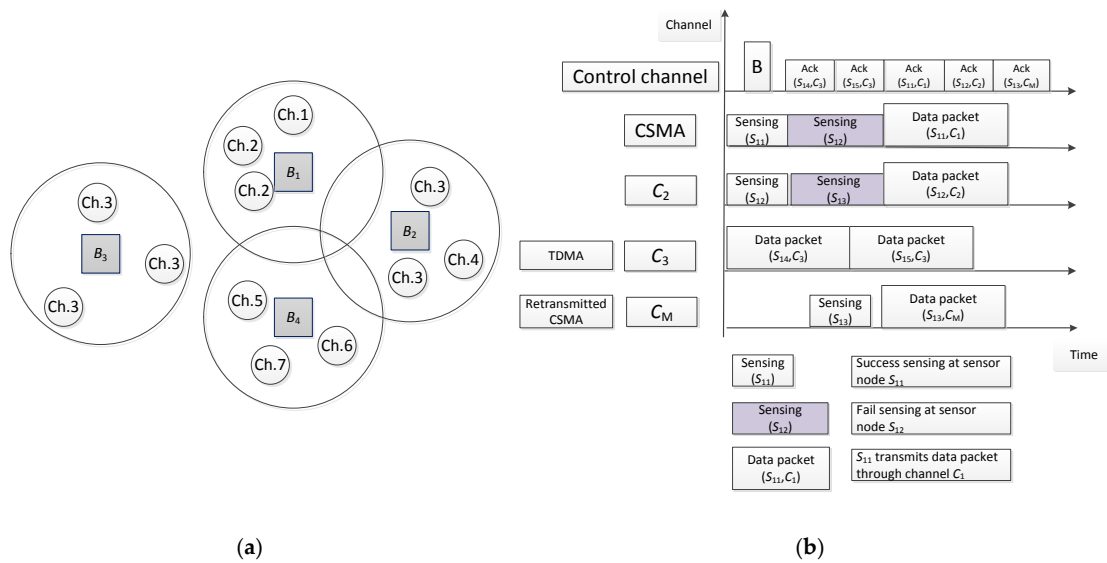 Ch.1
Ch.2
Ch.2
B1
Ch.3
B2
Ch.4
Ch.3
Ch.3
B3
Ch.3
Ch.3
Ch.5
B4
Ch.6
Ch.7
(a)
Channel
Control channel
B
Ack
(S14,C3)
Ack
(S15,C3)
Ack
(S11,C1)
Ack
(S12,C2)
Ack
(S13,CM)
CSMA
Sensing
(S11)
Sensing
(S12)
Data packet
(S11,C1)
C2
Sensing
(S12)
Sensing
(S13)
Data packet
(S12,C2)
TDMA
C3
Data packet
(S14,C3)
Data packet
(S15,C3)
Retransmitted
CSMA
CM
Sensing
(S13)
Data packet
(S13,CM)
Time
Sensing
(S11)
Success sensing at sensor
node S11
Sensing
(S12)
Fail sensing at sensor
node S12
Data packet
(S11,C1)
S11 transmits data packet
through channel C1
(b)